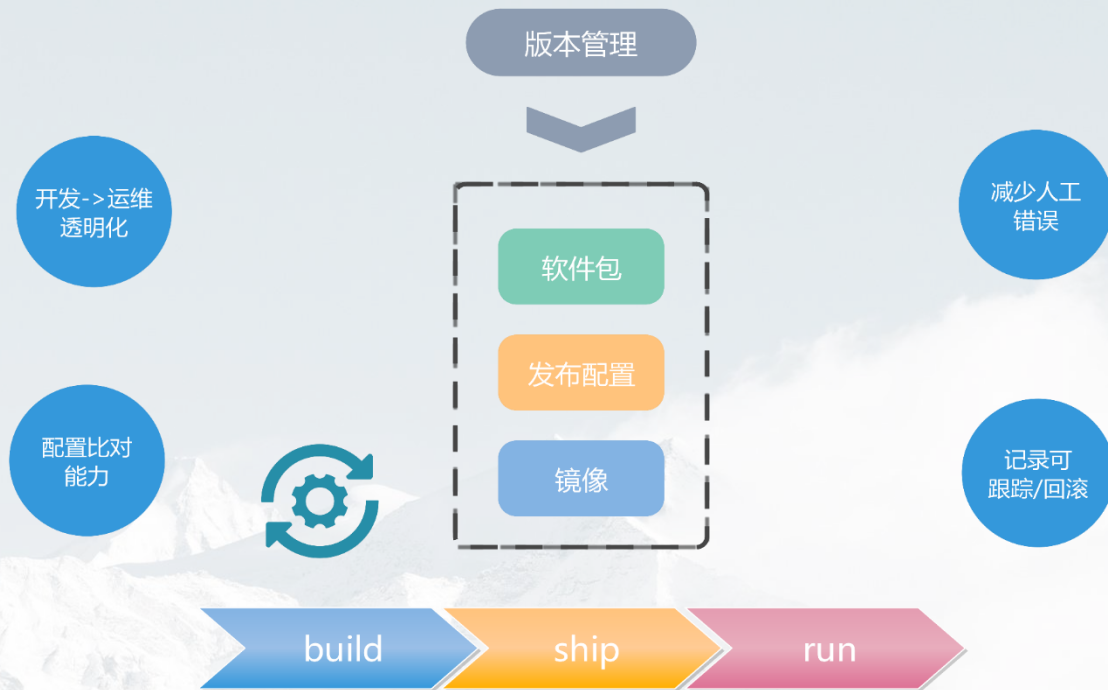 版本管理
开发->运维
透明化
减少人工
错误
软件包
发布配置
配置比对
能力
镜像
记录可
跟踪/回滚
build
ship
run